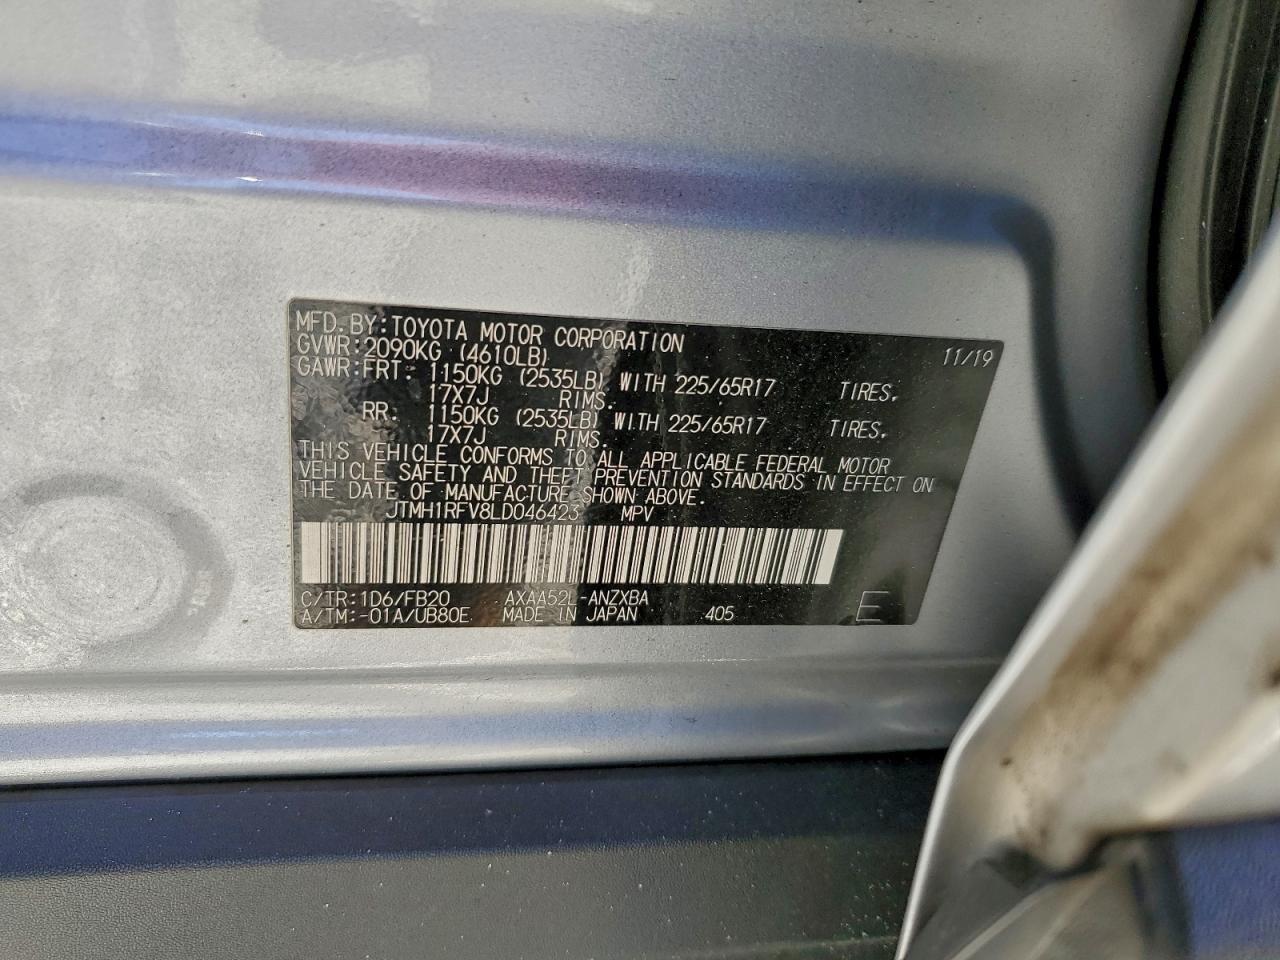 MFD. BY: TOYOTA MOTOR CORPORATION 11/19
GVWR: 2090KG (4610LB)
GAWR: FRT: 1150KG (2535LB) WITH 225/65R17 TIRES.
17X7J RIMS.
RR: 1150KG (2535LB) WITH 225/65R17 TIRES.
17X7J RIMS.
THIS VEHICLE CONFORMS TO ALL APPLICABLE FEDERAL MOTOR
VEHICLE SAFETY AND THEFT PREVENTION STANDARDS IN EFFECT ON
THE DATE OF MANUFACTURE SHOWN ABOVE.
JTMH1RFV8LD046423 MPV
C/TR: 1D6/FB20 AXAA52L-ANZXBA
A/TM: -01A/UB80E MADE IN JAPAN 405 E